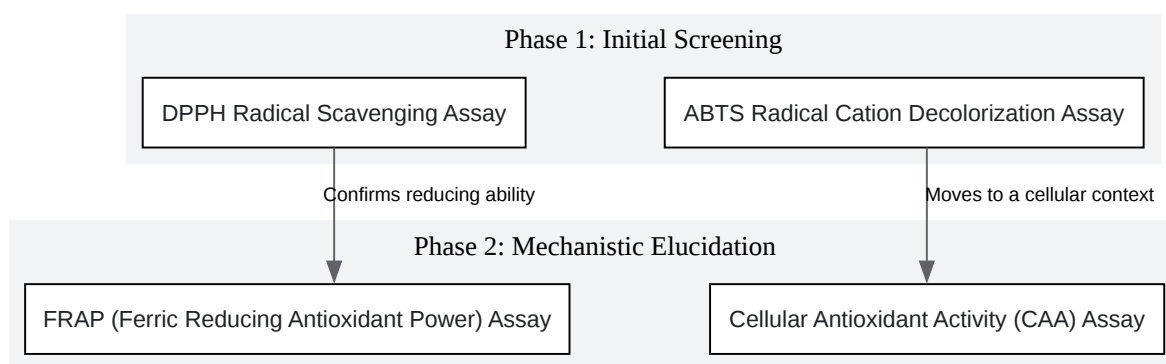 Phase 1: Initial Screening
DPPH Radical Scavenging Assay
ABTS Radical Cation Decolorization Assay
Confirms reducing ability
Moves to a cellular context
Phase 2: Mechanistic Elucidation
FRAP (Ferric Reducing Antioxidant Power) Assay
Cellular Antioxidant Activity (CAA) Assay